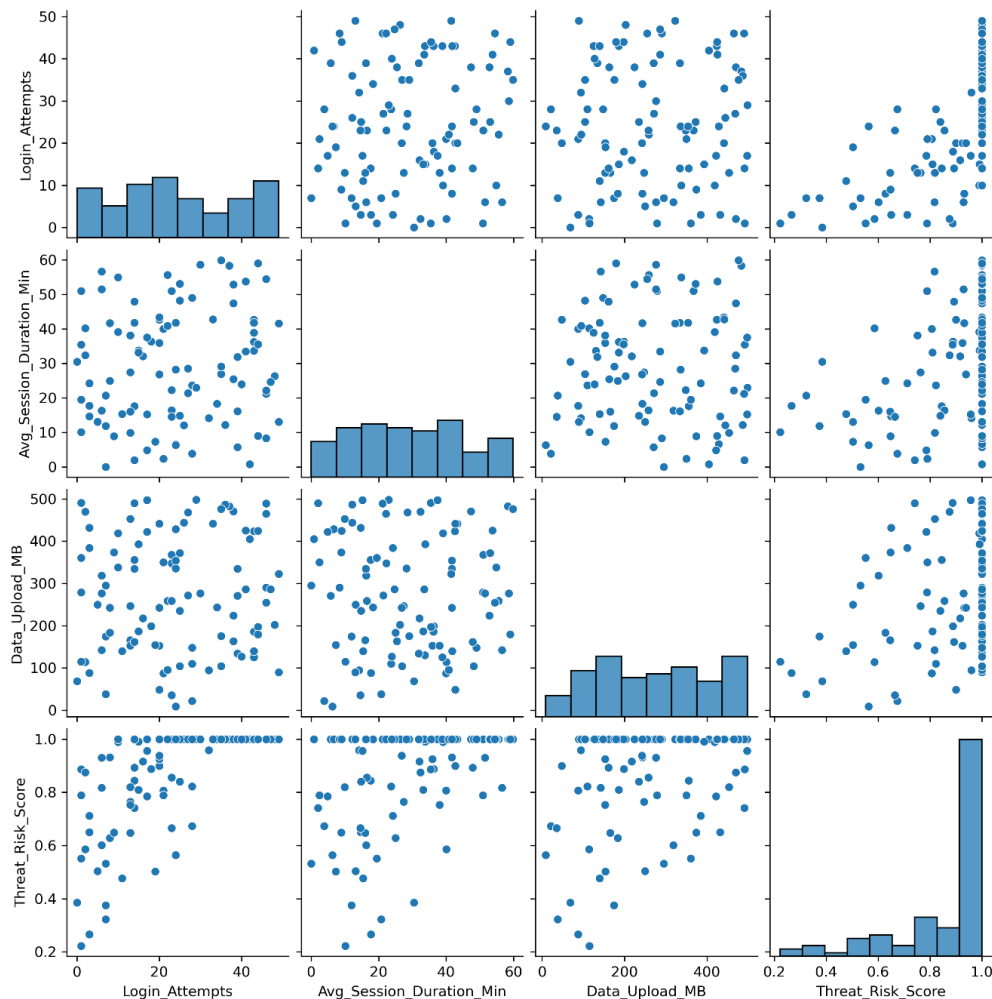 50
40
30
20
10
0
Login_Attempts
60
50
40
30
20
10
0
Avg_Session_Duration_Min
500
400
300
200
100
0
Data_Upload_MB
1.0
0.8
0.6
0.4
0.2
Threat_Risk_Score
0 20 40
0 20 40 60
0 200 400
0.2 0.4 0.6 0.8 1.0
Login_Attempts Avg_Session_Duration_Min Data_Upload_MB Threat_Risk_Score